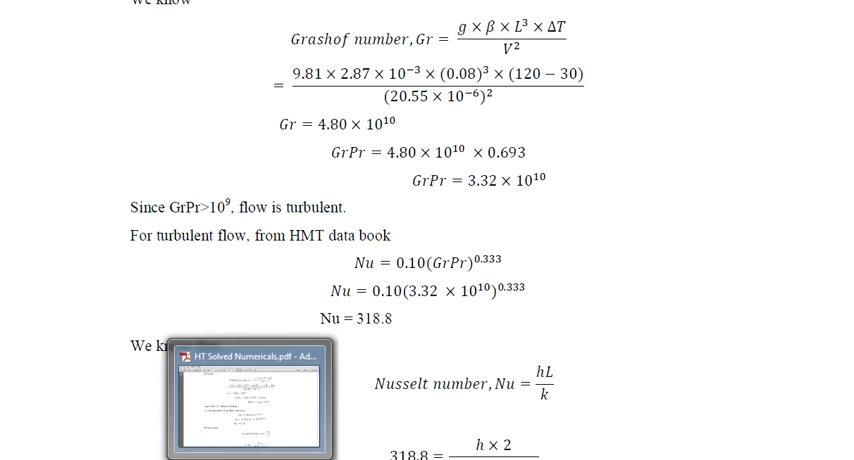 We know
Grashof number, Gr = g × β × L³ × ΔT / V²
= 9.81 × 2.87 × 10⁻³ × (0.08)³ × (120 − 30) / (20.55 × 10⁻⁶)²
Gr = 4.80 × 10¹⁰
GrPr = 4.80 × 10¹⁰ × 0.693
GrPr = 3.32 × 10¹⁰
Since GrPr>10⁹, flow is turbulent.
For turbulent flow, from HMT data book
Nu = 0.10(GrPr)^0.333
Nu = 0.10(3.32 × 10¹⁰)^0.333
Nu = 318.8
We
HT Solved Numericals.pdf - Ad...
Nusselt number, Nu = hL / k
318.8 = h × 2